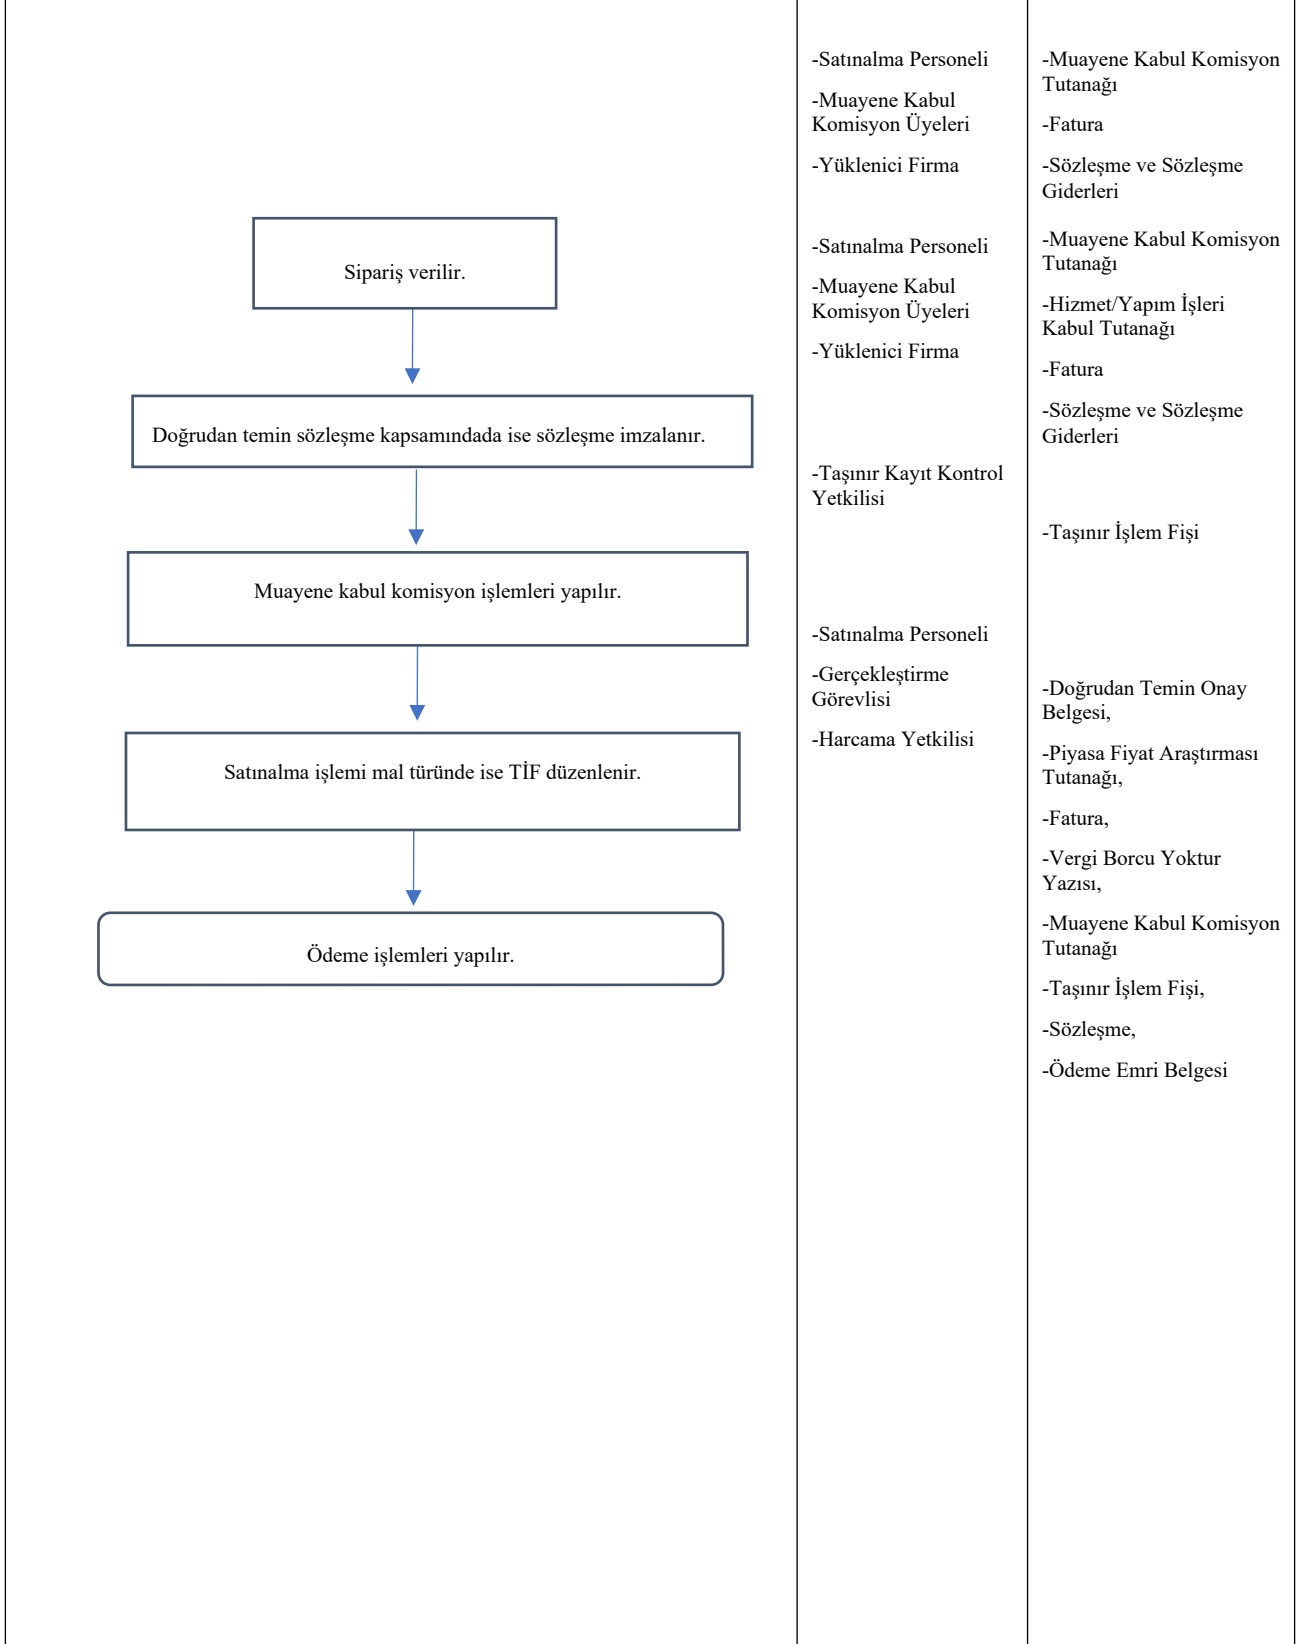 Sipariş verilir.
Doğrudan temin sözleşme kapsamındada ise sözleşme imzalanır.
Muayene kabul komisyon işlemleri yapılır.
Satınalma işlemi mal türünde ise TİF düzenlenir.
Ödeme işlemleri yapılır.
-Satınalma Personeli
-Muayene Kabul
Komisyon Üyeleri
-Yüklenici Firma
-Satınalma Personeli
-Muayene Kabul
Komisyon Üyeleri
-Yüklenici Firma
-Taşınır Kayıt Kontrol
Yetkilisi
-Satınalma Personeli
-Gerçekleştirme
Görevlisi
-Harcama Yetkilisi
-Muayene Kabul Komisyon
Tutanağı
-Fatura
-Sözleşme ve Sözleşme
Giderleri
-Muayene Kabul Komisyon
Tutanağı
-Hizmet/Yapım İşleri
Kabul Tutanağı
-Fatura
-Sözleşme ve Sözleşme
Giderleri
-Taşınır İşlem Fişi
-Doğrudan Temin Onay
Belgesi,
-Piyasa Fiyat Araştırması
Tutanağı,
-Fatura,
-Vergi Borcu Yoktur
Yazısı,
-Muayene Kabul Komisyon
Tutanağı
-Taşınır İşlem Fişi,
-Sözleşme,
-Ödeme Emri Belgesi